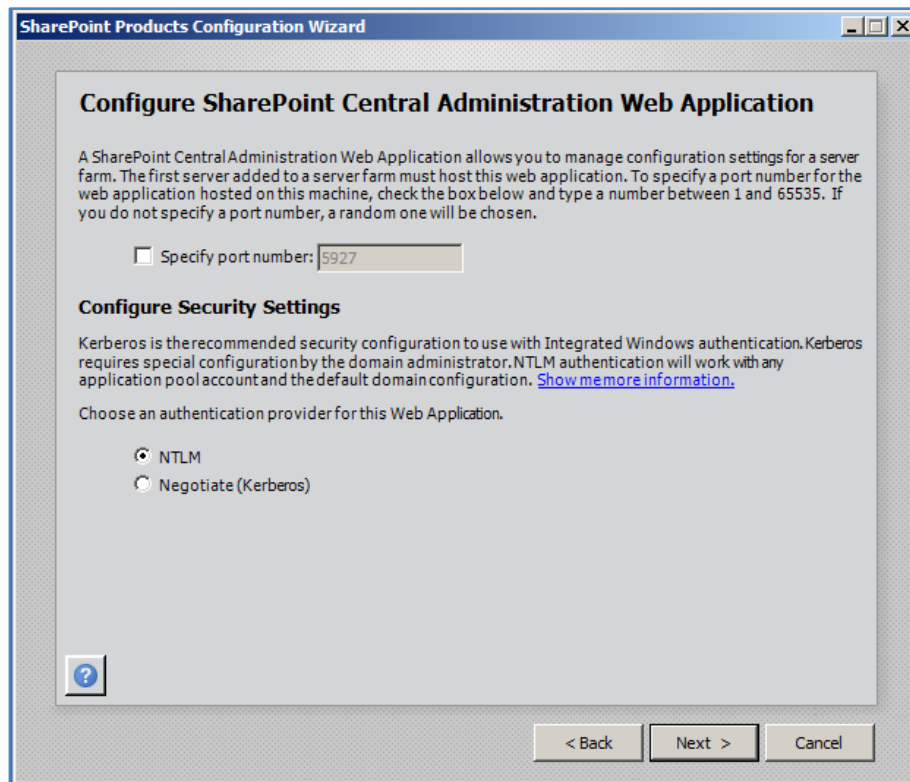 SharePoint Products Configuration Wizard
Configure SharePoint Central Administration Web Application
A SharePoint Central Administration Web Application allows you to manage configuration settings for a server
farm. The first server added to a server farm must host this web application. To specify a port number for the
web application hosted on this machine, check the box below and type a number between 1 and 65535. If
you do not specify a port number, a random one will be chosen.
Specify port number: 5927
Configure Security Settings
Kerberos is the recommended security configuration to use with Integrated Windows authentication. Kerberos
requires special configuration by the domain administrator. NTLM authentication will work with any
application pool account and the default domain configuration. Show me more information.
Choose an authentication provider for this Web Application.
NTLM
Negotiate (Kerberos)
?
< Back Next > Cancel